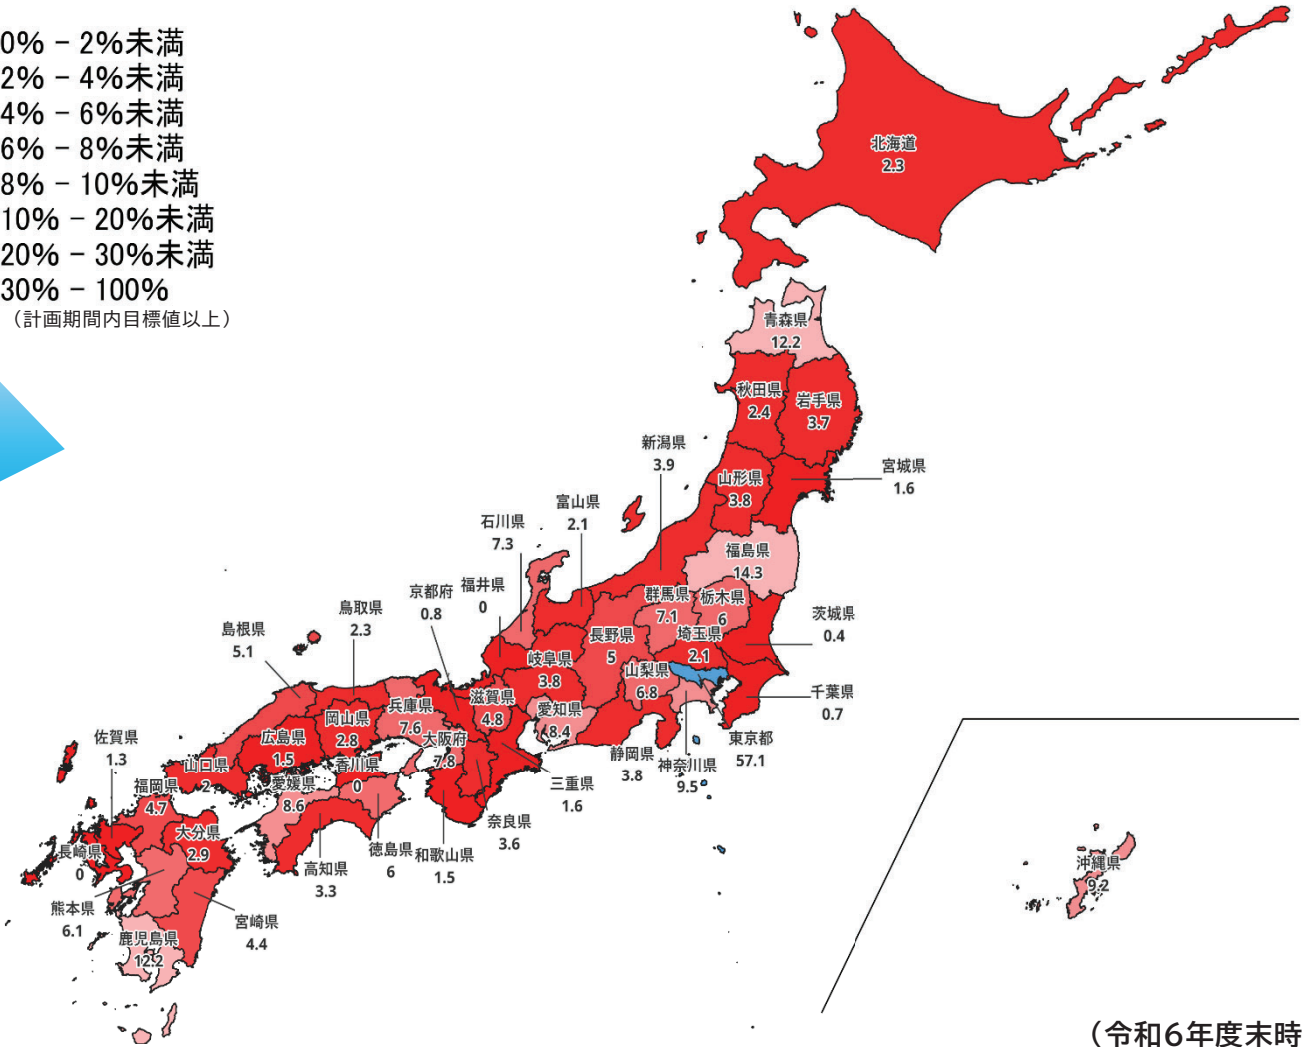 0% − 2%未満
2% − 4%未満
4% − 6%未満
6% − 8%未満
8% − 10%未満
10% − 20%未満
20% − 30%未満
30% − 100%
（計画期間内目標値以上）
北海道
2.3
青森県
12.2
秋田県
2.4
岩手県
3.7
新潟県
3.9
山形県
3.8
宮城県
1.6
富山県
2.1
石川県
7.3
福島県
14.3
京都府
0.8
福井県
0
群馬県
7.1
栃木県
6
茨城県
0.4
鳥取県
2.3
島根県
5.1
長野県
5
埼玉県
2.1
岐阜県
3.8
山梨県
6.8
千葉県
0.7
兵庫県
7.6
滋賀県
4.8
愛知県
8.4
岡山県
2.8
広島県
1.5
大阪府
7.8
静岡県
3.8
神奈川県
9.5
東京都
57.1
佐賀県
1.3
山口県
2
香川県
0
三重県
1.6
福岡県
4.7
愛媛県
8.6
奈良県
3.6
大分県
2.9
長崎県
0
高知県
3.3
徳島県
6
和歌山県
1.5
熊本県
6.1
宮崎県
4.4
鹿児島県
12.2
沖縄県
9.2
（令和6年度末時